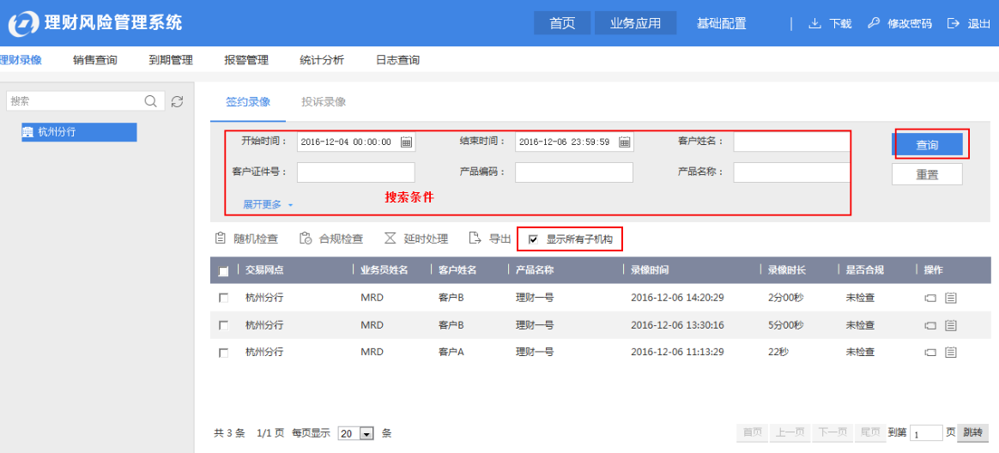 理财风险管理系统 首页 业务应用 基础配置 | 下载 修改密码 退出
理财录像 销售查询 到期管理 报警管理 统计分析 日志查询
搜索
杭州分行
签约录像 投诉录像
开始时间： 2016-12-04 00:00:00 结束时间： 2016-12-06 23:59:59 客户姓名： 查询
客户证件号： 产品编码： 产品名称： 重置
展开更多 搜索条件
随机检查 合规检查 延时处理 导出 显示所有子机构
交易网点 业务员姓名 客户姓名 产品名称 录像时间 录像时长 是否合规 操作
杭州分行 MRD 客户B 理财一号 2016-12-06 14:20:29 2分00秒 未检查
杭州分行 MRD 客户B 理财一号 2016-12-06 13:30:16 5分00秒 未检查
杭州分行 MRD 客户A 理财一号 2016-12-06 11:13:29 22秒 未检查
共 3 条 1/1 页 每页显示 20 条 首页 上一页 下一页 尾页 到第 1 页 跳转